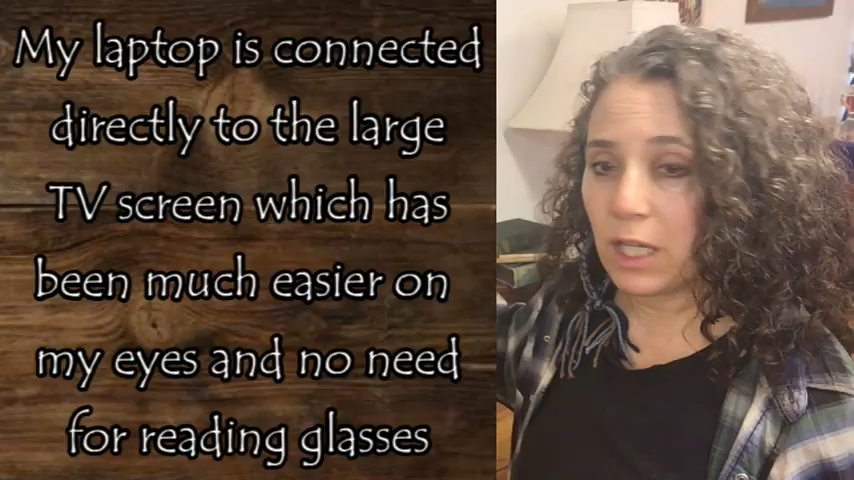 My laptop is connected
directly to the large
TV screen which has
been much easier on
my eyes and no need
for reading glasses